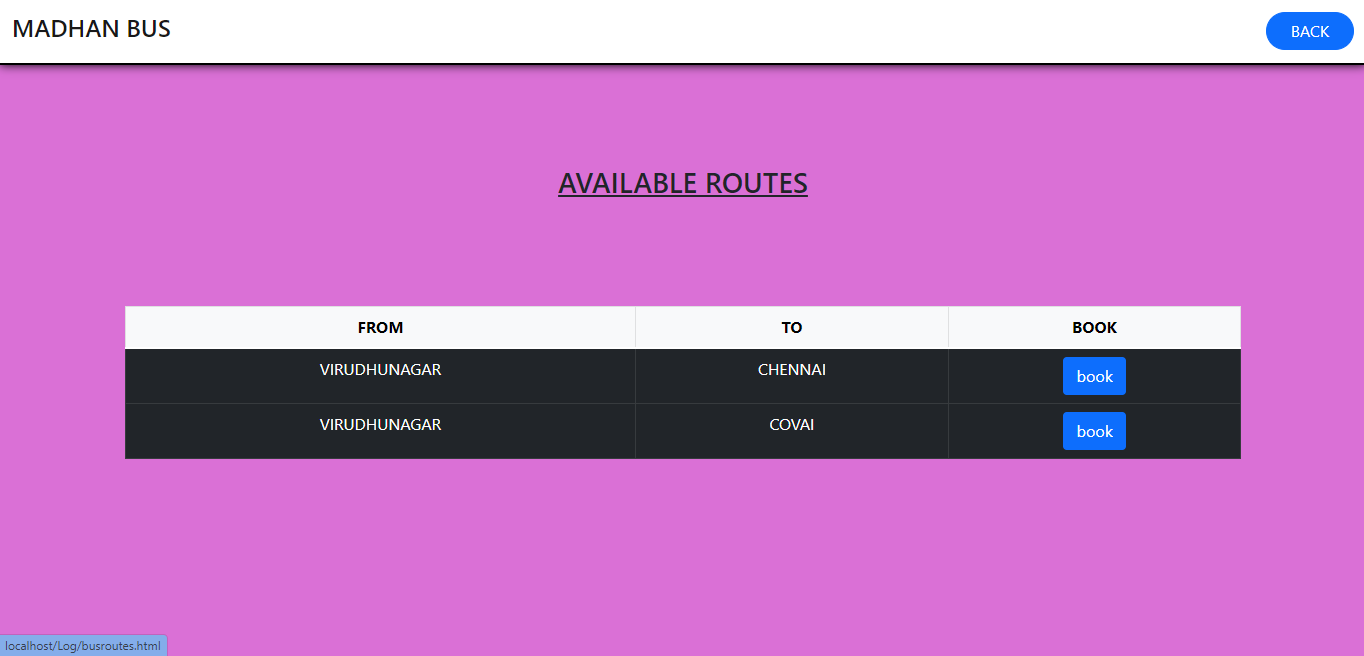 MADHAN BUS
BACK
AVAILABLE ROUTES
FROM TO BOOK
VIRUDHUNAGAR CHENNAI book
VIRUDHUNAGAR COVAI book
localhost/Log/busroutes.html